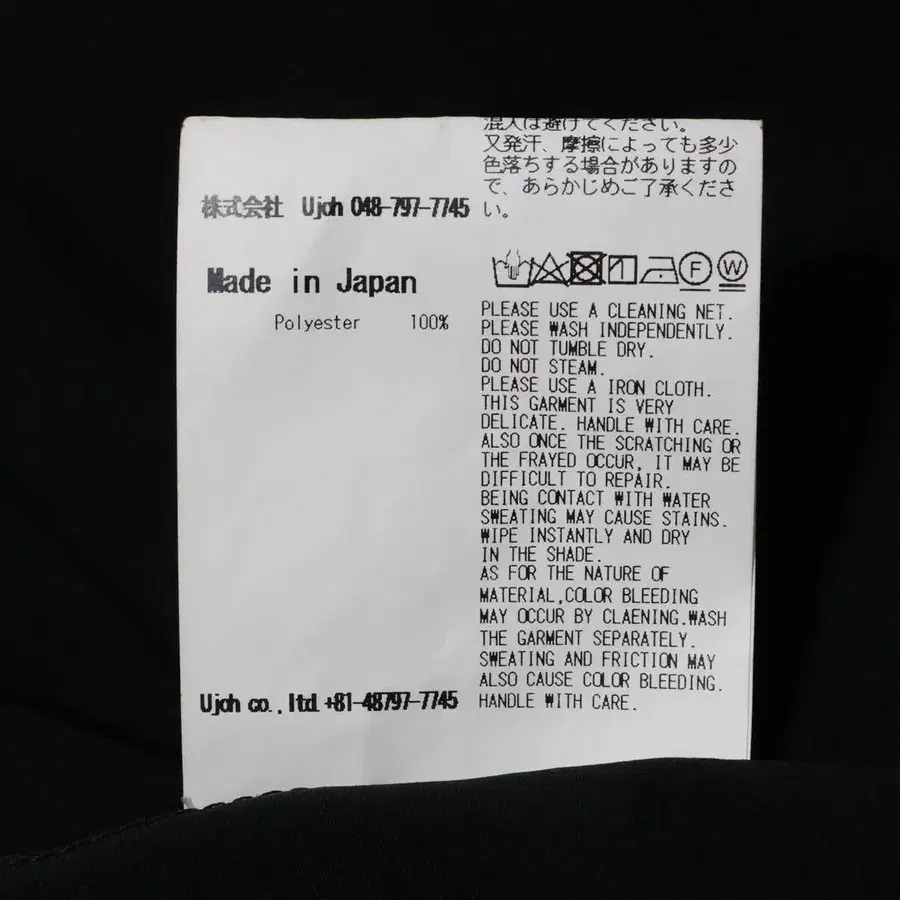 株式会社 Ujoh 048-797-7745
Made in Japan
Polyester 100%
Ujoh co.,ltd. +81-48797-7745
混入は避けてください。
又発汗、摩擦によっても多少
色落ちする場合がありますの
で、あらかじめご了承くださ
い。
F W
PLEASE USE A CLEANING NET.
PLEASE WASH INDEPENDENTLY.
DO NOT TUMBLE DRY.
DO NOT STEAM.
PLEASE USE A IRON CLOTH.
THIS GARMENT IS VERY
DELICATE. HANDLE WITH CARE.
ALSO ONCE THE SCRATCHING OR
THE FRAYED OCCUR, IT MAY BE
DIFFICULT TO REPAIR.
BEING CONTACT WITH WATER
SWEATING MAY CAUSE STAINS.
WIPE INSTANTLY AND DRY
IN THE SHADE.
AS FOR THE NATURE OF
MATERIAL,COLOR BLEEDING
MAY OCCUR BY CLAENING.WASH
THE GARMENT SEPARATELY.
SWEATING AND FRICTION MAY
ALSO CAUSE COLOR BLEEDING.
HANDLE WITH CARE.